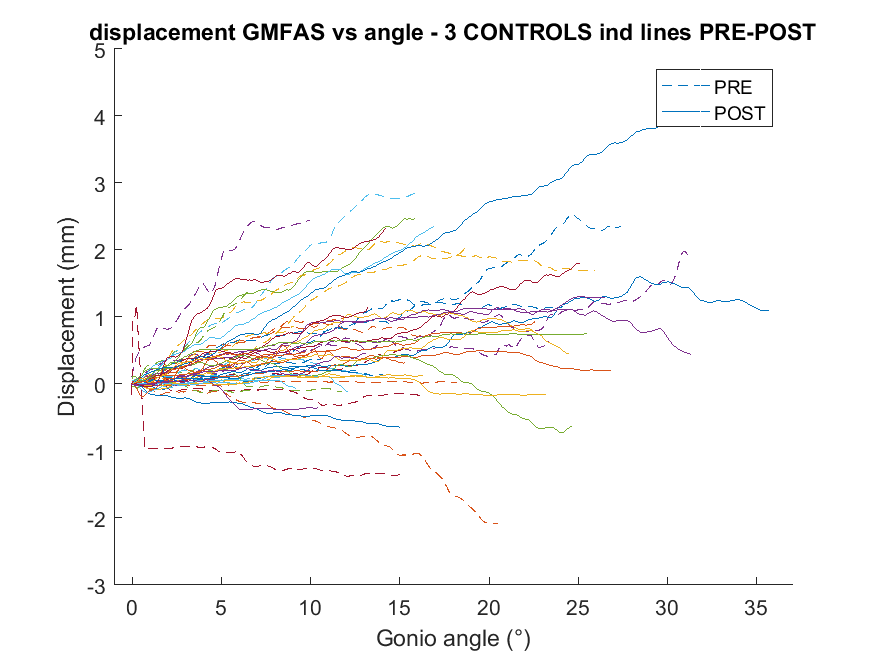 displacement GMFAS vs angle - 3 CONTROLS ind lines PRE-POST
PRE
POST
5
4
3
2
1
0
-1
-2
-3
Displacement (mm)
0 5 10 15 20 25 30 35
Gonio angle (°)